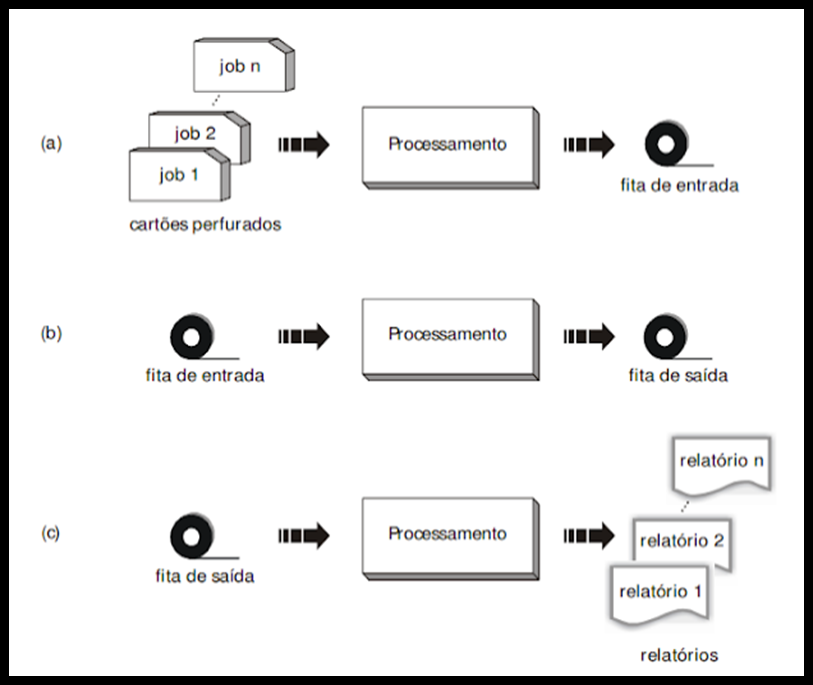 job n
job 2
job 1
cartões perfurados
(a)
Processamento
fita de entrada
(b)
fita de entrada
Processamento
fita de saída
(c)
fita de saída
Processamento
relatório n
relatório 2
relatório 1
relatórios